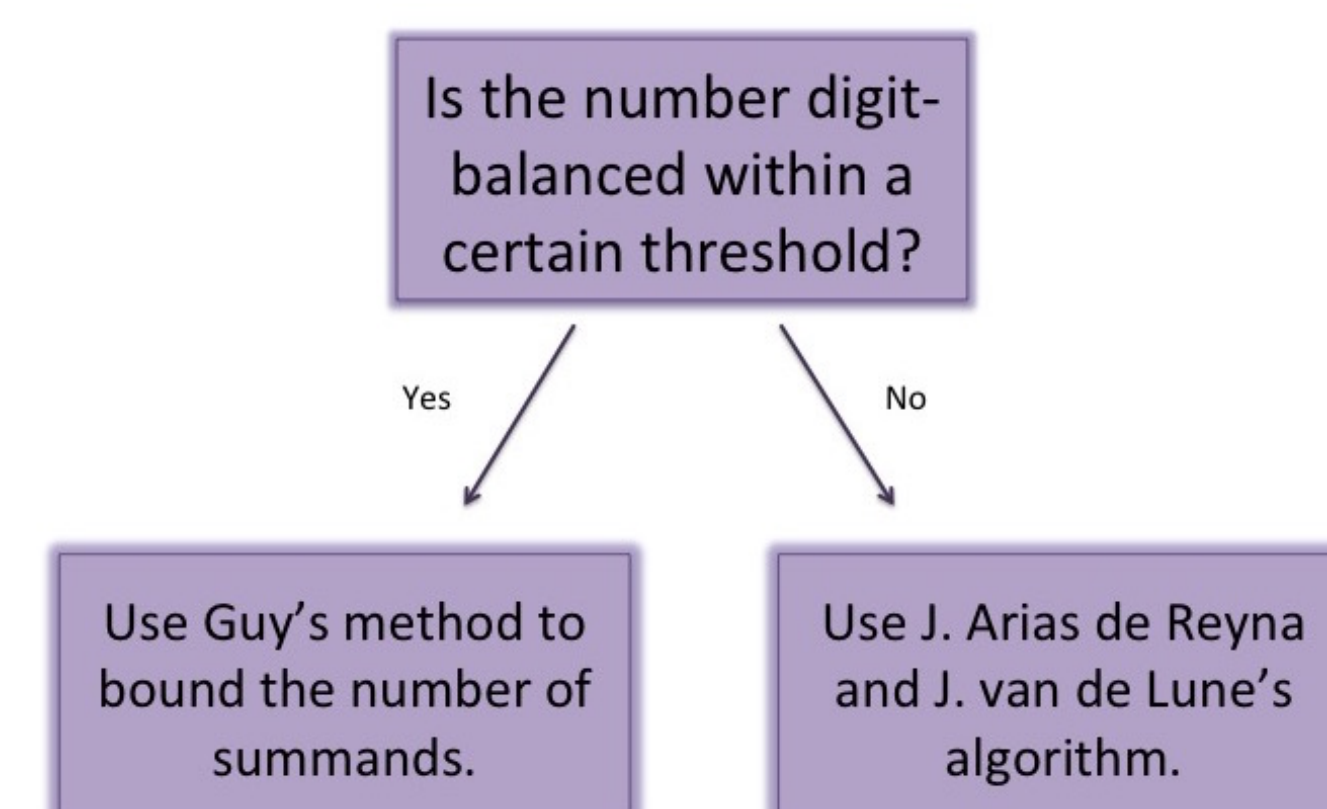 Is the number digit-
balanced within a
certain threshold?
Yes
No
Use Guy’s method to
bound the number of
summands.
Use J. Arias de Reyna
and J. van de Lune’s
algorithm.